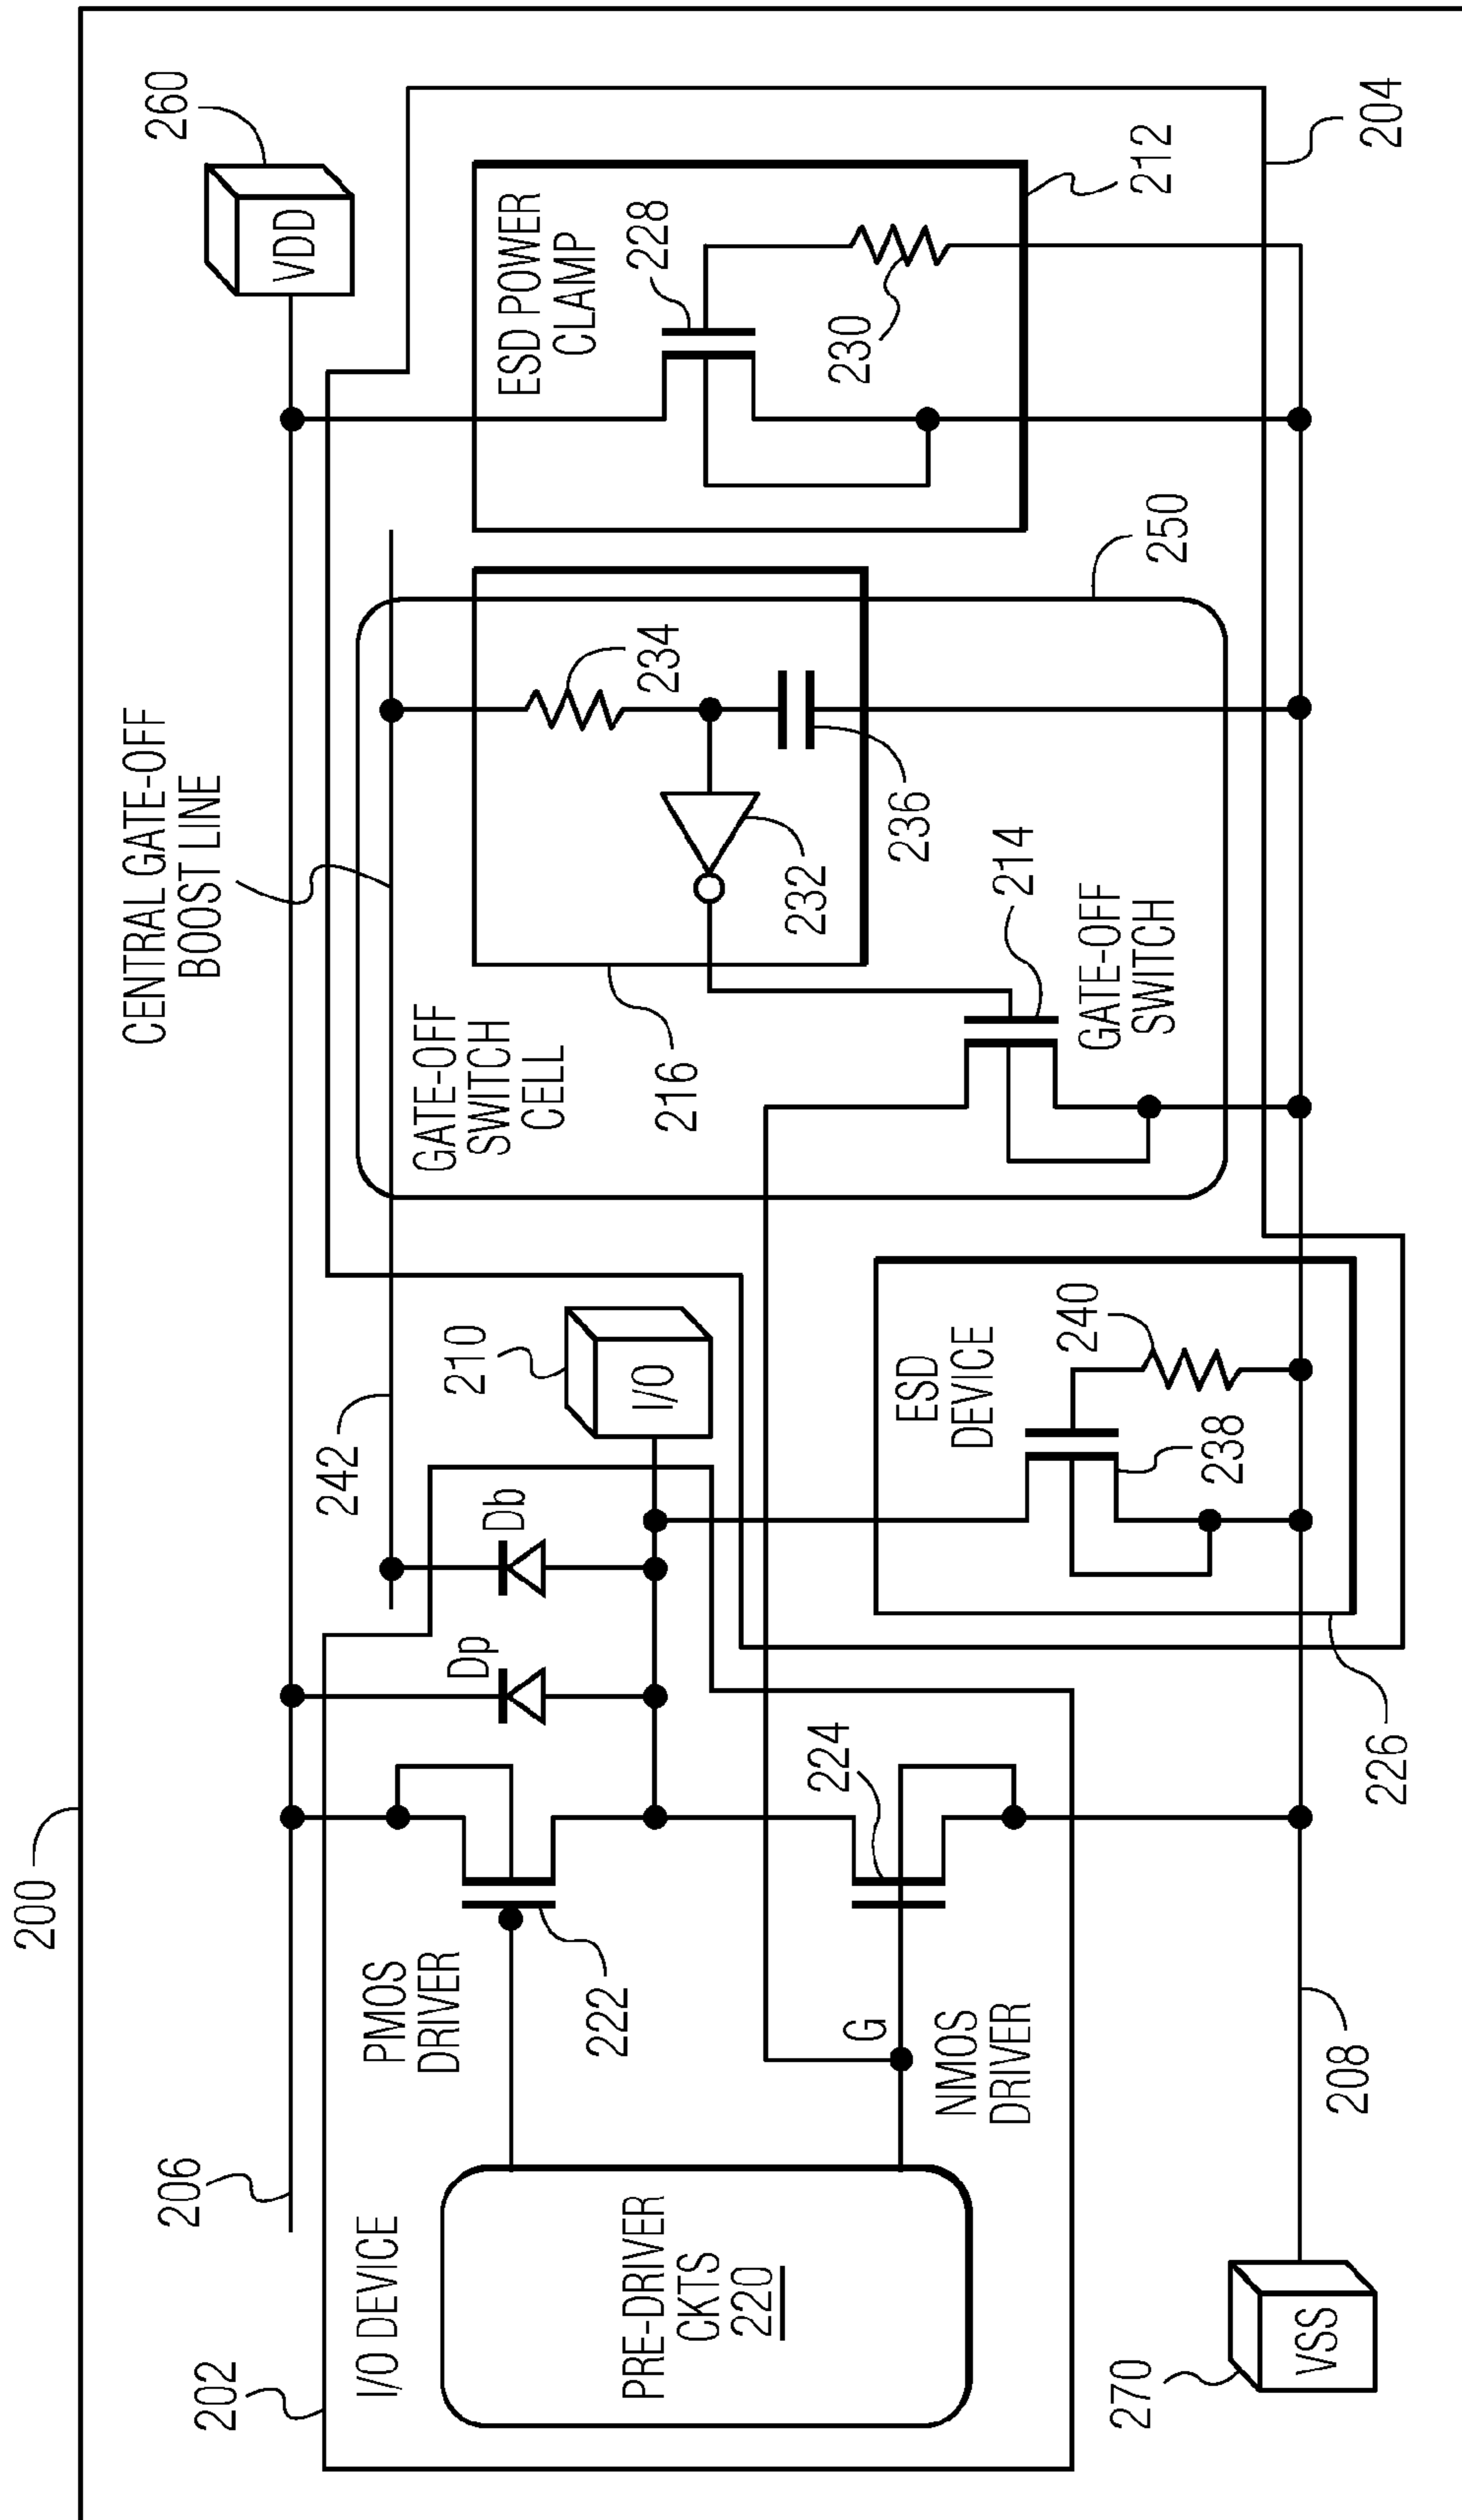 200
202
I/O DEVICE
206
PRE-DRIVER
CKTS
220
PMOS
DRIVER
222
G
NMOS
DRIVER
224
Dp
Db
242
210
I/O
270
VSS
208
226
ESD
DEVICE
238
240
CENTRAL GATE-OFF
BOOST LINE
GATE-OFF
SWITCH
CELL
216
234
232
236
214
GATE-OFF
SWITCH
250
260
VDD
ESD POWER
CLAMP
228
230
212
204